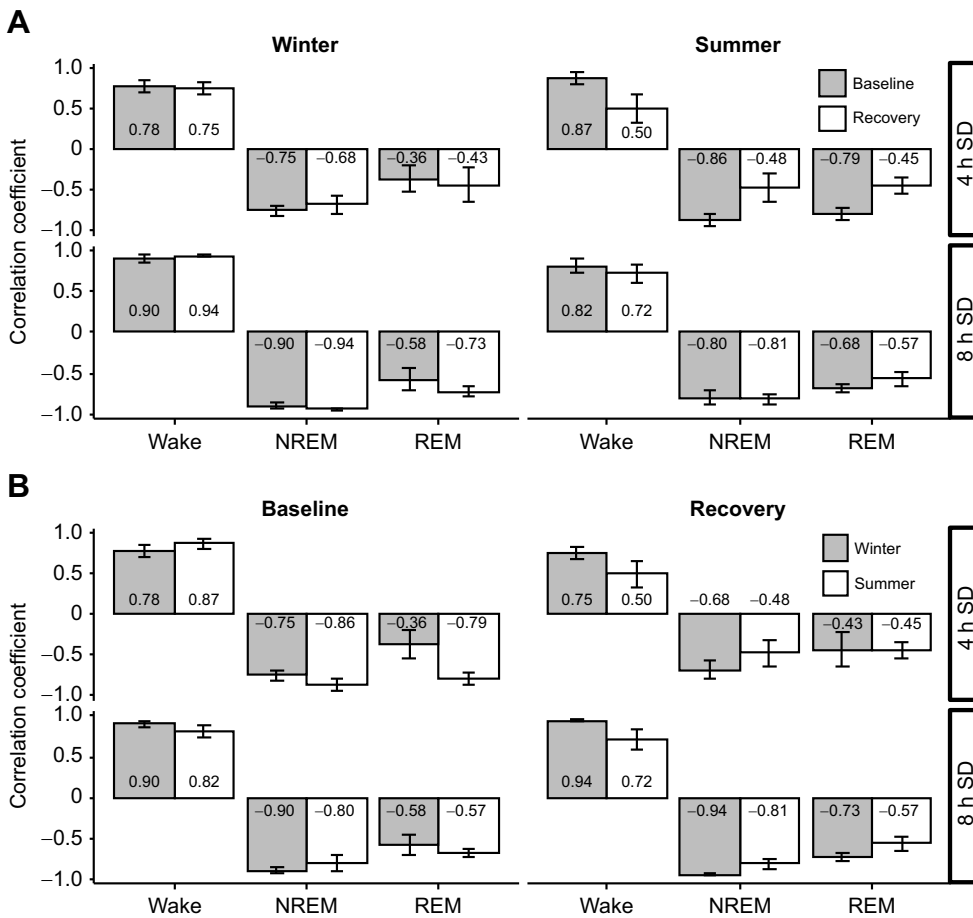 A
Winter Summer
Correlation coefficient
1.0
0.5
0
−0.5
−1.0
0.78 0.75
−0.75 −0.68
−0.36 −0.43
0.87 0.50
−0.86 −0.48
−0.79 −0.45
Baseline
Recovery
4 h SD
1.0
0.5
0
−0.5
−1.0
0.90 0.94
−0.90 −0.94
−0.58 −0.73
0.82 0.72
−0.80 −0.81
−0.68 −0.57
8 h SD
Wake NREM REM Wake NREM REM
B
Baseline Recovery
Correlation coefficient
1.0
0.5
0
−0.5
−1.0
0.78 0.87
−0.75 −0.86
−0.36 −0.79
0.75 0.50
−0.68 −0.48
−0.43 −0.45
Winter
Summer
4 h SD
1.0
0.5
0
−0.5
−1.0
0.90 0.82
−0.90 −0.80
−0.58 −0.57
0.94 0.72
−0.94 −0.81
−0.73 −0.57
8 h SD
Wake NREM REM Wake NREM REM